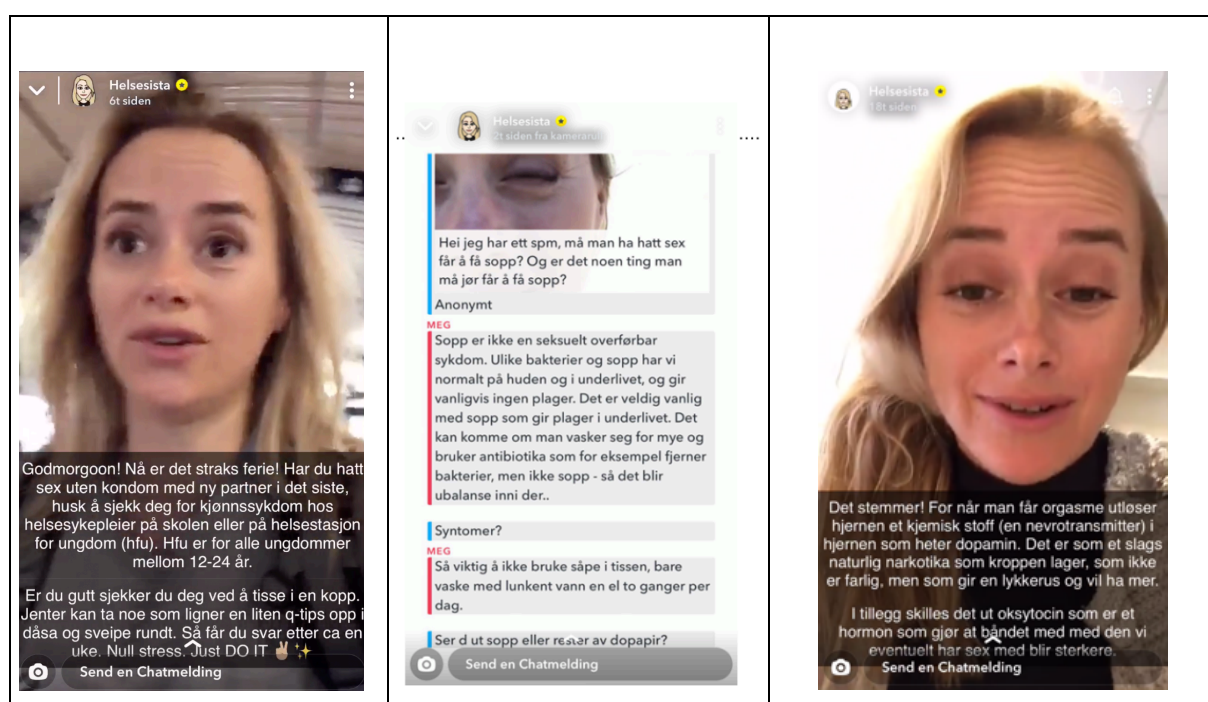 Helsesista
6t siden
Godmorgoon! Nå er det straks ferie! Har du hatt
sex uten kondom med ny partner i det siste,
husk å sjekk deg for kjønnssykdom hos
helsesykepleier på skolen eller på helsestasjon
for ungdom (hfu). Hfu er for alle ungdommer
mellom 12-24 år.
Er du gutt sjekker du deg ved å tisse i en kopp.
Jenter kan ta noe som ligner en liten q-tips opp i
dåsa og sveipe rundt. Så får du svar etter ca en
uke. Null stress. Just DO IT ✌🏼✨
Send en Chatmelding
..
Helsesista
2t siden fra kamerarull
....
Hei jeg har ett spm, må man ha hatt sex
får å få sopp? Og er det noen ting man
må jør får å få sopp?
Anonymt
MEG
Sopp er ikke en seksuelt overførbar
sykdom. Ulike bakterier og sopp har vi
normalt på huden og i underlivet, og gir
vanligvis ingen plager. Det er veldig vanlig
med sopp som gir plager i underlivet. Det
kan komme om man vasker seg for mye og
bruker antibiotika som for eksempel fjerner
bakterier, men ikke sopp - så det blir
ubalanse inni der..
Syntomer?
MEG
Så viktig å ikke bruke såpe i tissen, bare
vaske med lunkent vann en el to ganger per
dag.
Ser d ut sopp eller rester av dopapir?
Send en Chatmelding
Helsesista
18t siden
Det stemmer! For når man får orgasme utløser
hjernen et kjemisk stoff (en nevrotransmitter) i
hjernen som heter dopamin. Det er som et slags
naturlig narkotika som kroppen lager, som ikke
er farlig, men som gir en lykkerus og vil ha mer.
I tillegg skilles det ut oksytocin som er et
hormon som gjør at båndet med med den vi
eventuelt har sex med blir sterkere.
Send en Chatmelding